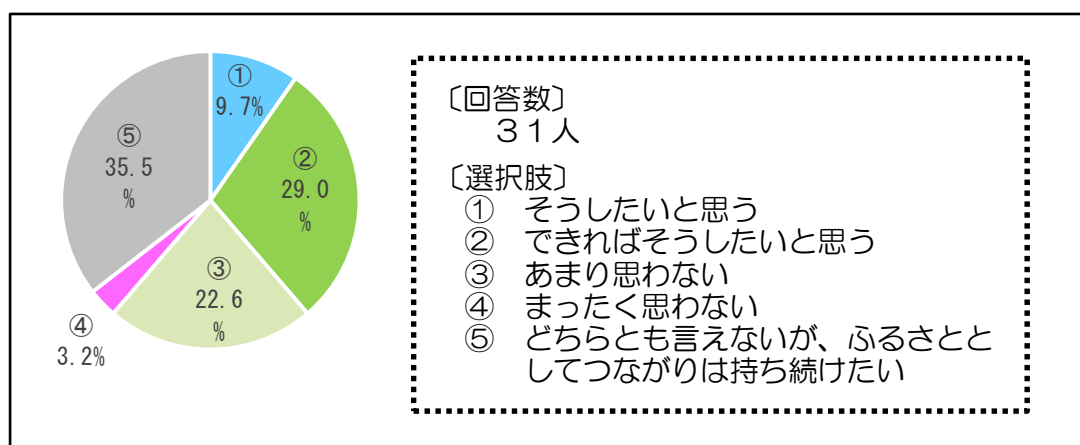 ①
9.7%
②
29.0
%
③
22.6
%
④
3.2%
⑤
35.5
%
〔回答数〕
３１人
〔選択肢〕
① そうしたいと思う
② できればそうしたいと思う
③ あまり思わない
④ まったく思わない
⑤ どちらとも言えないが、ふるさとと
してつながりは持ち続けたい